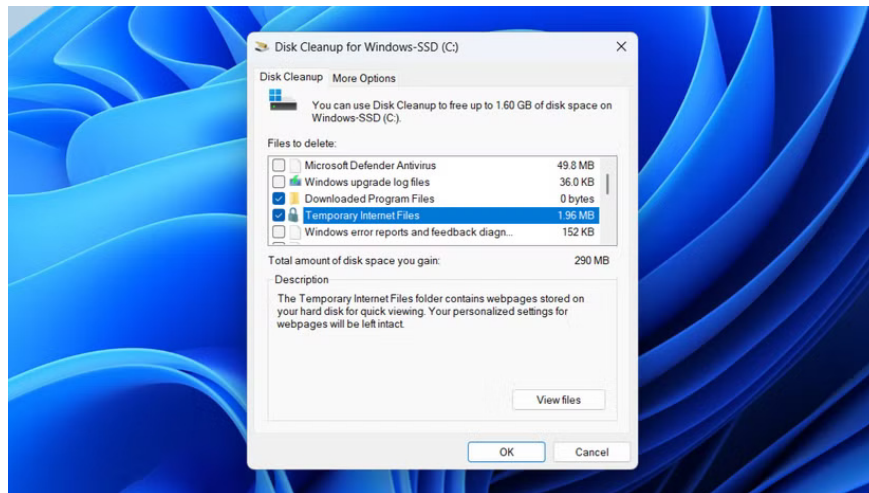 Disk Cleanup for Windows-SSD (C:)
Disk Cleanup More Options
You can use Disk Cleanup to free up to 1.60 GB of disk space on
Windows-SSD (C:).
Files to delete:
Microsoft Defender Antivirus 49.8 MB
Windows upgrade log files 36.0 KB
Downloaded Program Files 0 bytes
Temporary Internet Files 1.96 MB
Windows error reports and feedback diagn... 152 KB
Total amount of disk space you gain: 290 MB
Description
The Temporary Internet Files folder contains webpages stored on
your hard disk for quick viewing. Your personalized settings for
webpages will be left intact.
View files
OK Cancel